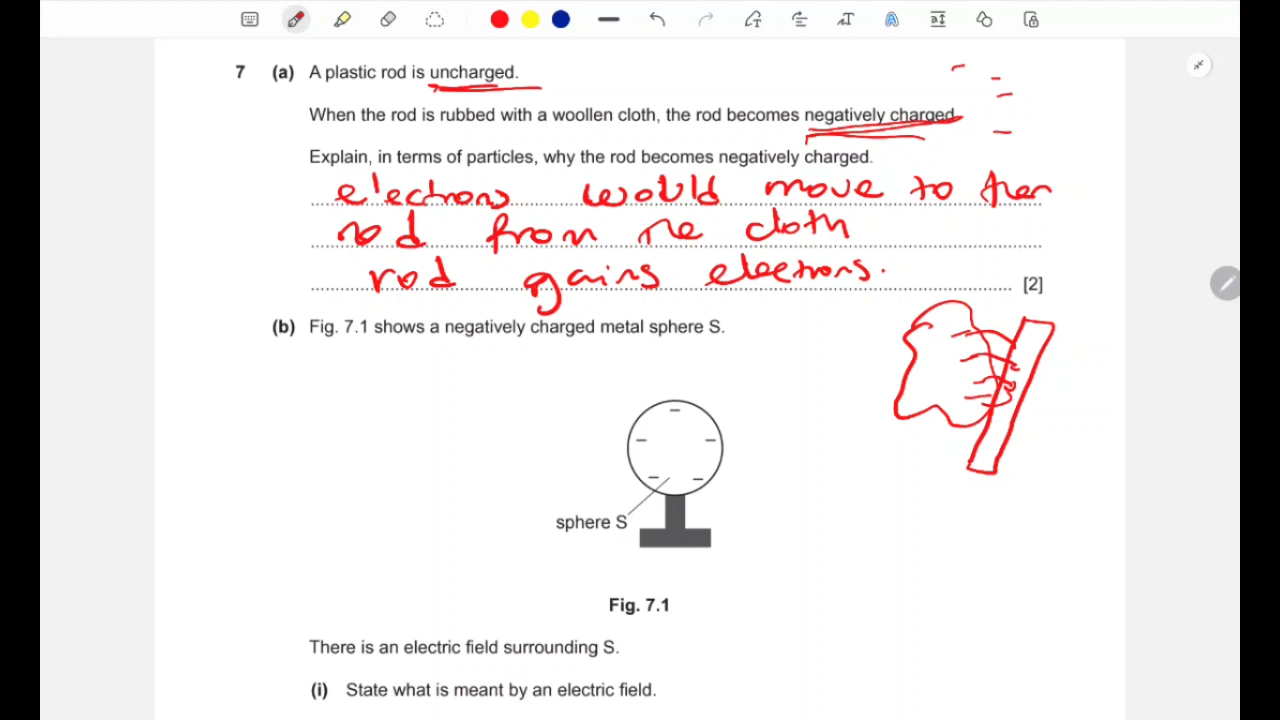 7 (a) A plastic rod is uncharged.
When the rod is rubbed with a woollen cloth, the rod becomes negatively charged.
Explain, in terms of particles, why the rod becomes negatively charged.
electrons would move to then
rod from the cloth
rod gains electrons.
[2]
(b) Fig. 7.1 shows a negatively charged metal sphere S.
sphere S
Fig. 7.1
There is an electric field surrounding S.
(i) State what is meant by an electric field.